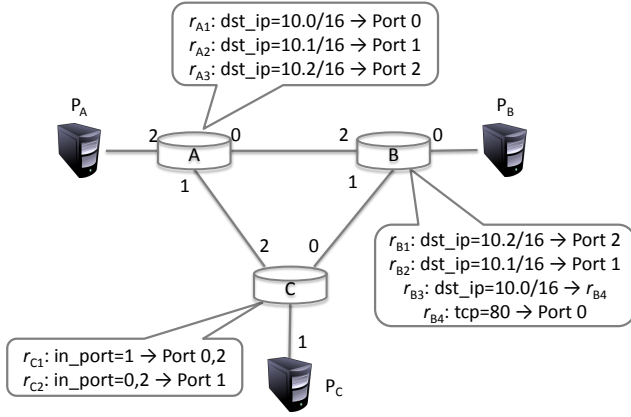 r_A1: dst_ip=10.0/16 → Port 0
r_A2: dst_ip=10.1/16 → Port 1
r_A3: dst_ip=10.2/16 → Port 2
P_A
P_B
2
0
2
0
A
B
1
1
2
0
r_B1: dst_ip=10.2/16 → Port 2
r_B2: dst_ip=10.1/16 → Port 1
r_B3: dst_ip=10.0/16 → r_B4
r_B4: tcp=80 → Port 0
C
1
r_C1: in_port=1 → Port 0,2
r_C2: in_port=0,2 → Port 1
P_C